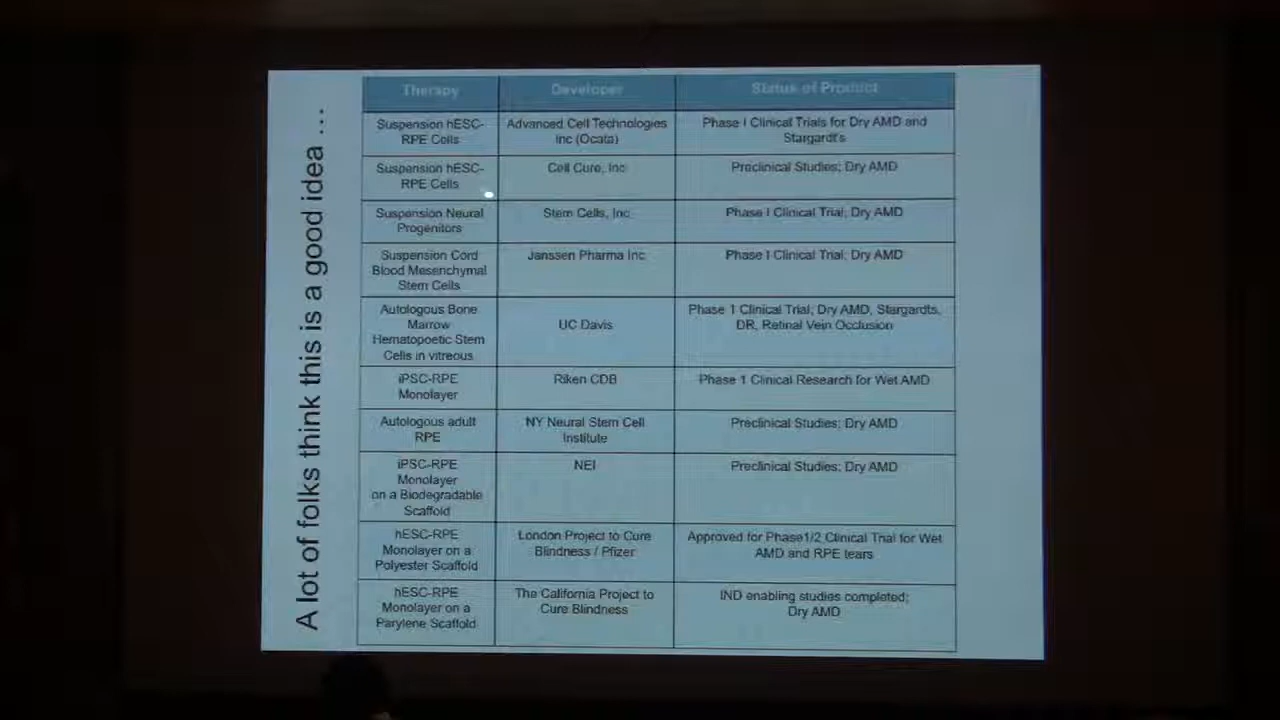 A lot of folks think this is a good idea ...
Therapy
Developer
Status of Product
Suspension hESC-
RPE Cells
Advanced Cell Technologies
Inc (Ocata)
Phase I Clinical Trials for Dry AMD and
Stargardt's
Suspension hESC-
RPE Cells
Cell Cure, Inc
Preclinical Studies; Dry AMD
Suspension Neural
Progenitors
Stem Cells, Inc
Phase I Clinical Trial; Dry AMD
Suspension Cord
Blood Mesenchymal
Stem Cells
Janssen Pharma Inc
Phase I Clinical Trial; Dry AMD
Autologous Bone
Marrow
Hematopoetic Stem
Cells in vitreous
UC Davis
Phase 1 Clinical Trial; Dry AMD, Stargardts,
DR, Retinal Vein Occlusion
iPSC-RPE
Monolayer
Riken CDB
Phase 1 Clinical Research for Wet AMD
Autologous adult
RPE
NY Neural Stem Cell
Institute
Preclinical Studies; Dry AMD
iPSC-RPE
Monolayer
on a Biodegradable
Scaffold
NEI
Preclinical Studies; Dry AMD
hESC-RPE
Monolayer on a
Polyester Scaffold
London Project to Cure
Blindness / Pfizer
Approved for Phase1/2 Clinical Trial for Wet
AMD and RPE tears
hESC-RPE
Monolayer on a
Parylene Scaffold
The California Project to
Cure Blindness
IND enabling studies completed;
Dry AMD